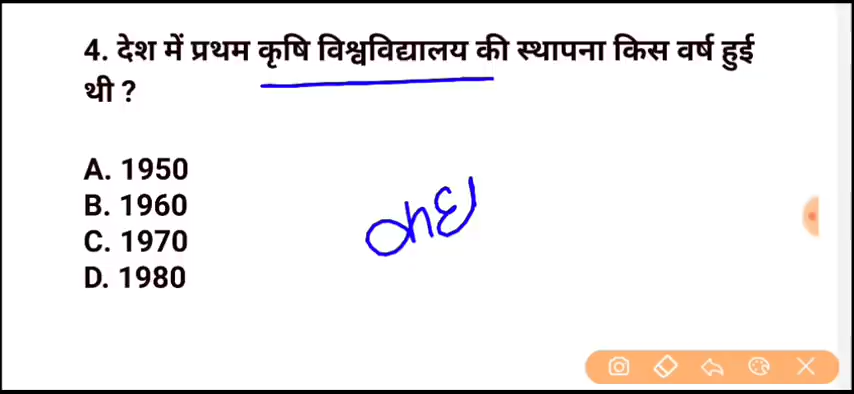 4. देश में प्रथम कृषि विश्वविद्यालय की स्थापना किस वर्ष हुई
थी ?
A. 1950
B. 1960
C. 1970
D. 1980